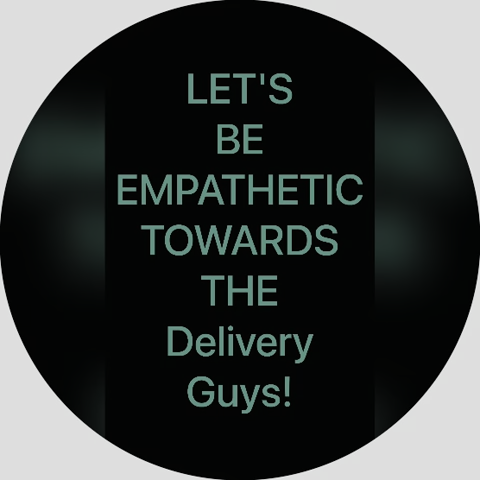 LET'S
BE
EMPATHETIC
TOWARDS
THE
Delivery
Guys!